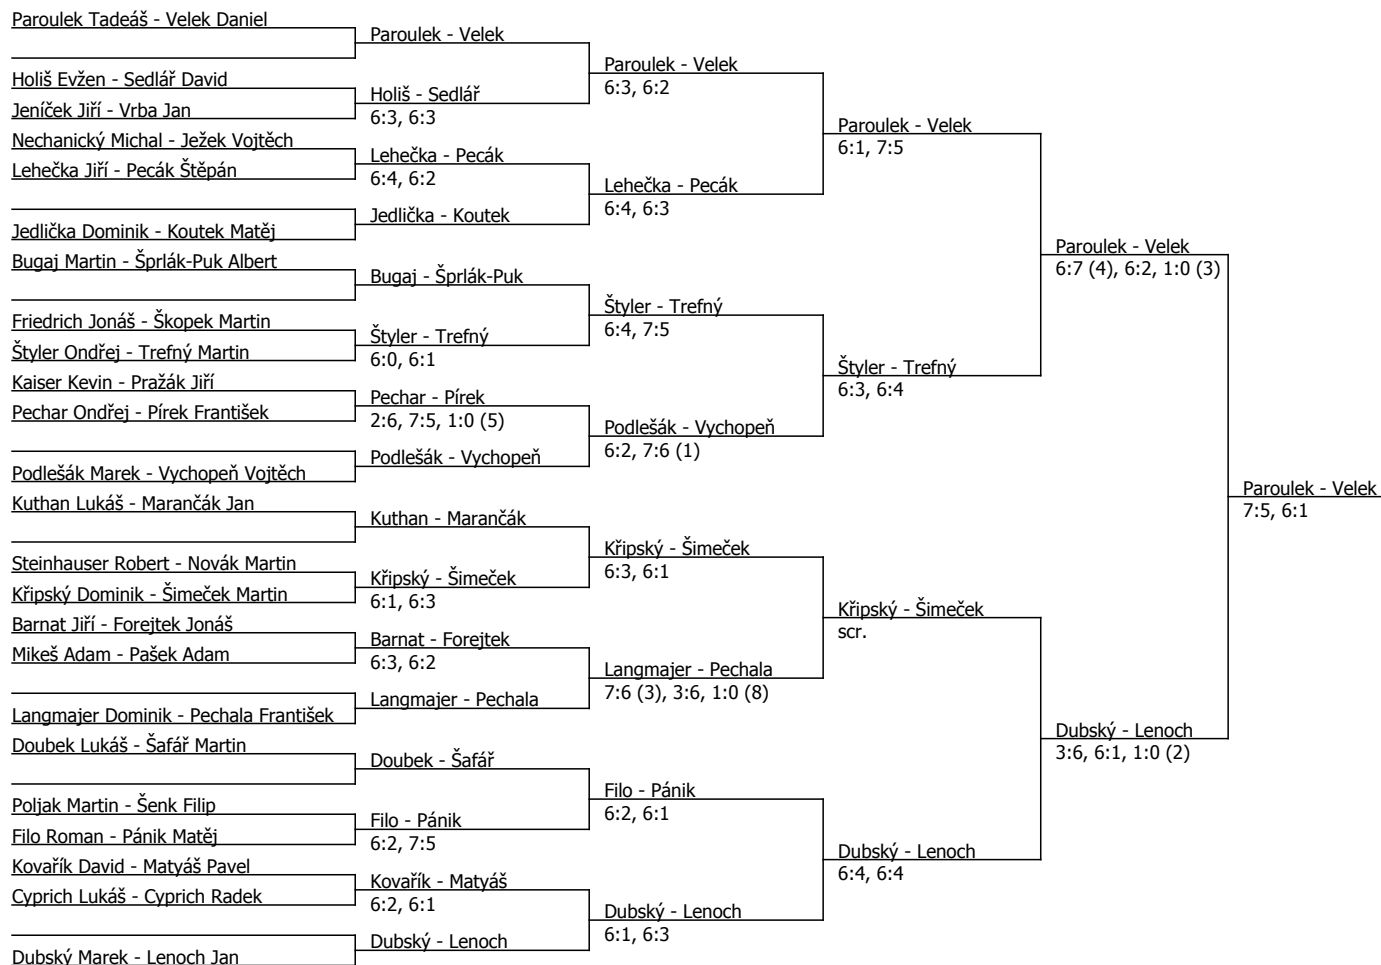 Paroulek Tadeáš - Velek Daniel
Holiš Evžen - Sedlář David
Jeníček Jiří - Vrba Jan
Nechanický Michal - Ježek Vojtěch
Lehečka Jiří - Pecák Štěpán
Jedlička Dominik - Koutek Matěj
Bugaj Martin - Šprlák-Puk Albert
Friedrich Jonáš - Škopek Martin
Štyler Ondřej - Trefný Martin
Kaiser Kevin - Pražák Jiří
Pechar Ondřej - Pírek František
Podlešák Marek - Vychopeň Vojtěch
Kuthan Lukáš - Marančák Jan
Steinhauser Robert - Novák Martin
Křipský Dominik - Šimeček Martin
Barnat Jiří - Forejtek Jonáš
Mikeš Adam - Pašek Adam
Langmajer Dominik - Pechala František
Doubek Lukáš - Šafář Martin
Poljak Martin - Šenk Filip
Filo Roman - Pánik Matěj
Kovařík David - Matyáš Pavel
Cyprich Lukáš - Cyprich Radek
Dubský Marek - Lenoch Jan
Paroulek - Velek
Holiš - Sedlář
6:3, 6:3
Lehečka - Pecák
6:4, 6:2
Jedlička - Koutek
Bugaj - Šprlák-Puk
Štyler - Trefný
6:0, 6:1
Pechar - Pírek
2:6, 7:5, 1:0 (5)
Podlešák - Vychopeň
Kuthan - Marančák
Křipský - Šimeček
6:1, 6:3
Barnat - Forejtek
6:3, 6:2
Langmajer - Pechala
Doubek - Šafář
Filo - Pánik
6:2, 7:5
Kovařík - Matyáš
6:2, 6:1
Dubský - Lenoch
Paroulek - Velek
6:3, 6:2
Lehečka - Pecák
6:4, 6:3
Štyler - Trefný
6:4, 7:5
Podlešák - Vychopeň
6:2, 7:6 (1)
Křipský - Šimeček
6:3, 6:1
Langmajer - Pechala
7:6 (3), 3:6, 1:0 (8)
Filo - Pánik
6:2, 6:1
Dubský - Lenoch
6:1, 6:3
Paroulek - Velek
6:1, 7:5
Štyler - Trefný
6:3, 6:4
Křipský - Šimeček
scr.
Dubský - Lenoch
6:4, 6:4
Paroulek - Velek
6:7 (4), 6:2, 1:0 (3)
Dubský - Lenoch
3:6, 6:1, 1:0 (2)
Paroulek - Velek
7:5, 6:1